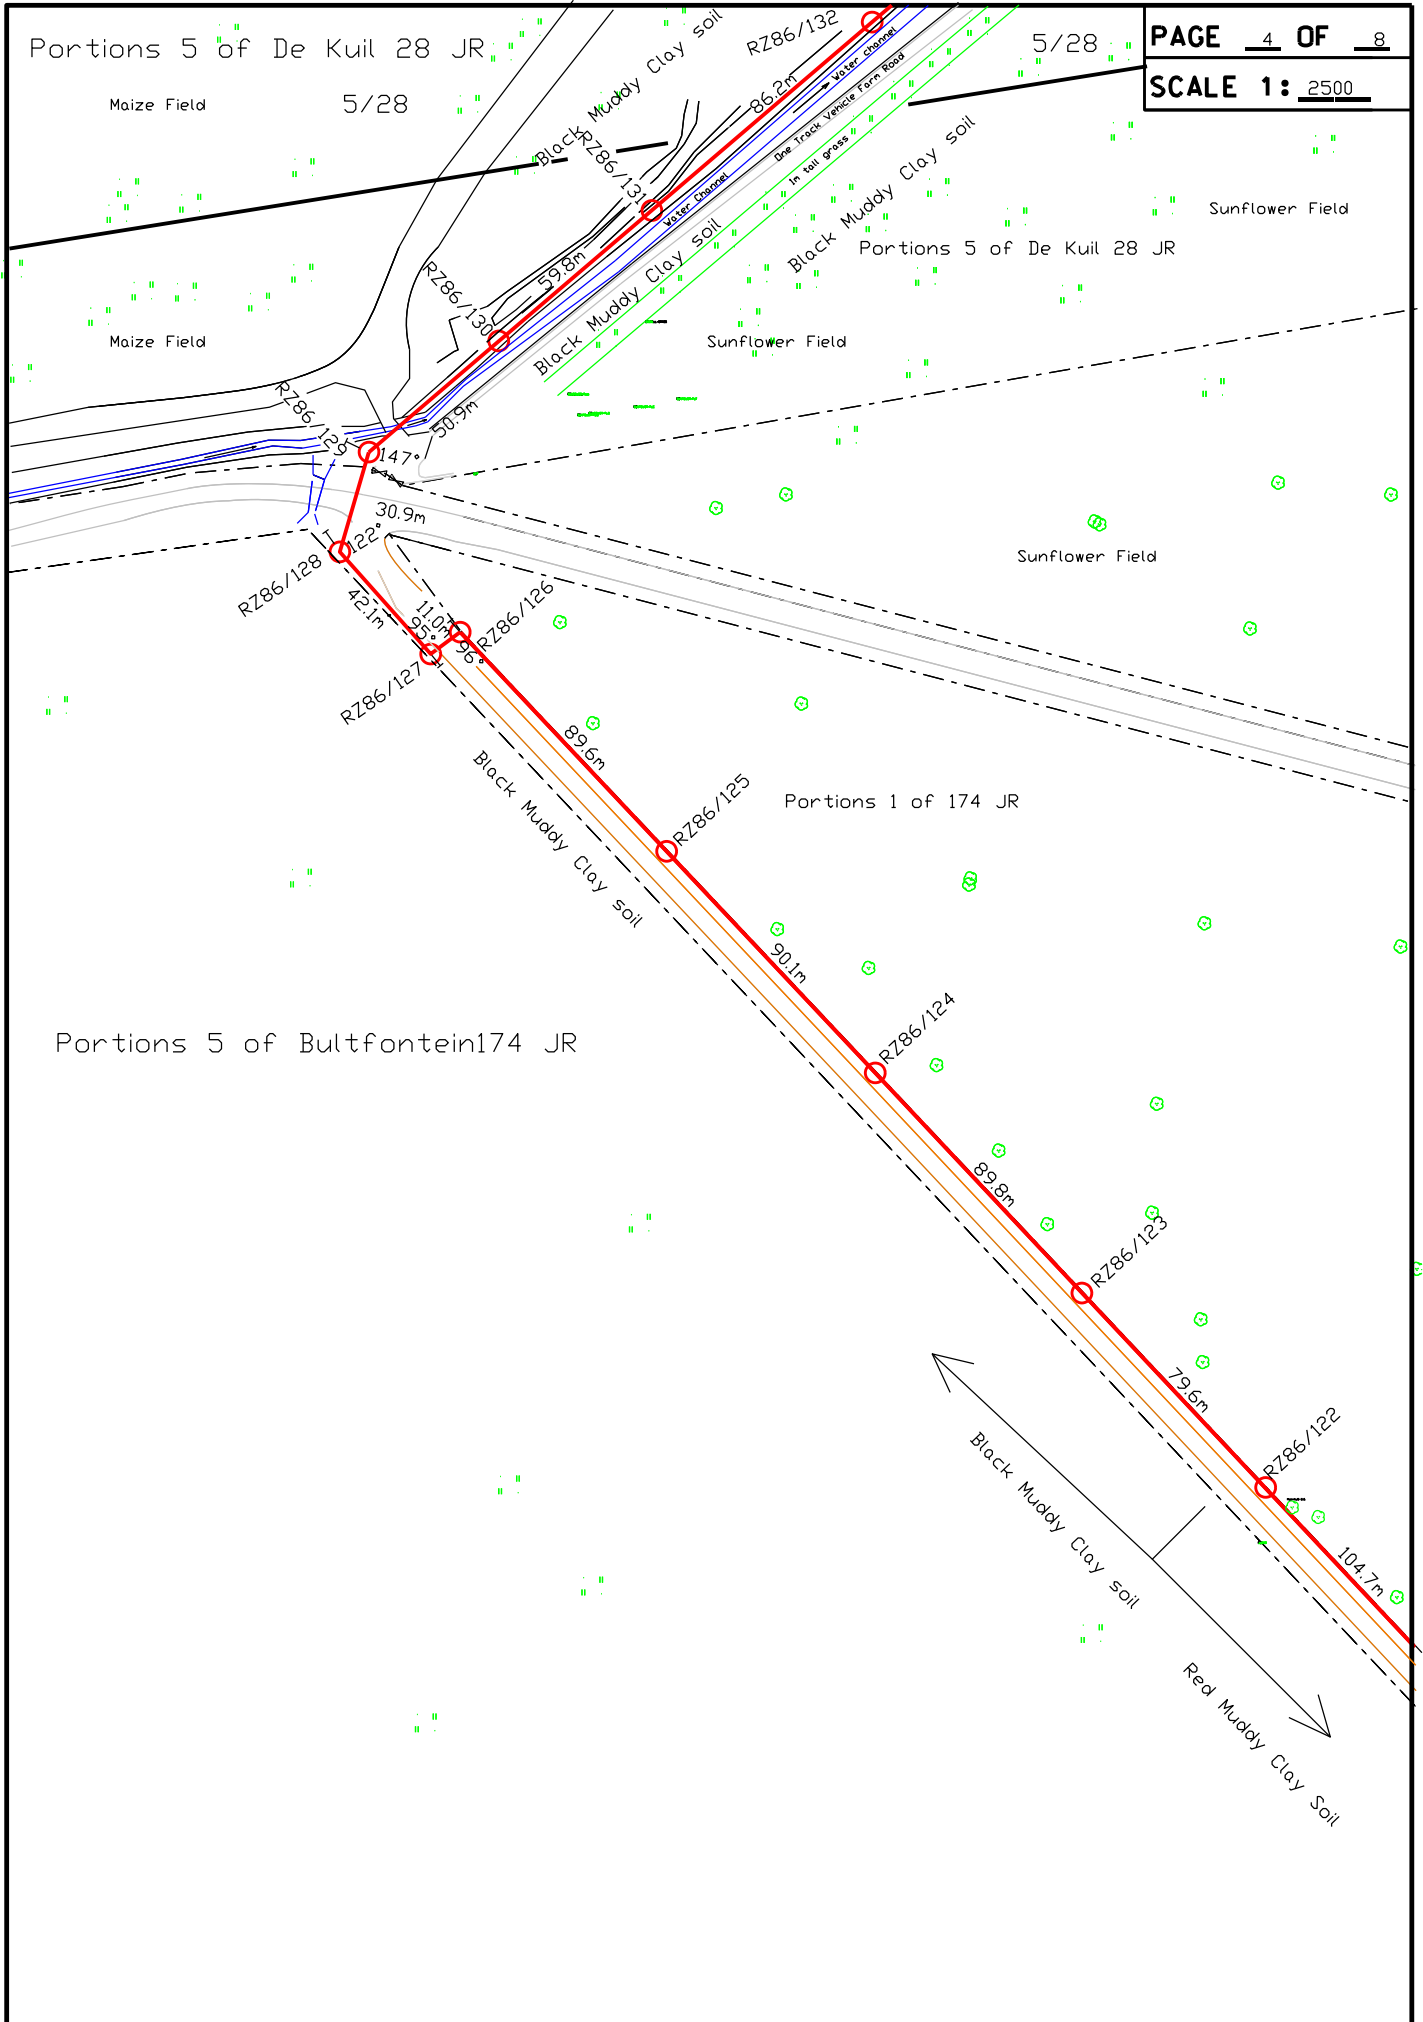 Portions 5 of De Kuil 28 JR
5/28
PAGE 4 OF 8
SCALE 1: 2500
Maize Field
5/28
RZ86/132
Black Muddy Clay soil
86.2m
Water channel
One Track Vehicle Farm Road
1m tall grass
Black Muddy Clay soil
RZ86/131
Water Channel
Sunflower Field
Portions 5 of De Kuil 28 JR
59.8m
Black Muddy Clay soil
RZ86/130
Maize Field
Sunflower Field
RZ86/129
50.9m
147°
30.9m
122°
Sunflower Field
RZ86/128
42.1m
11.0m
RZ86/126
95°
96°
RZ86/127
89.6m
Black Muddy Clay soil
RZ86/125
Portions 1 of 174 JR
90.1m
RZ86/124
Portions 5 of Bultfontein174 JR
89.8m
RZ86/123
79.6m
RZ86/122
Black Muddy Clay soil
104.7m
Red Muddy Clay Soil